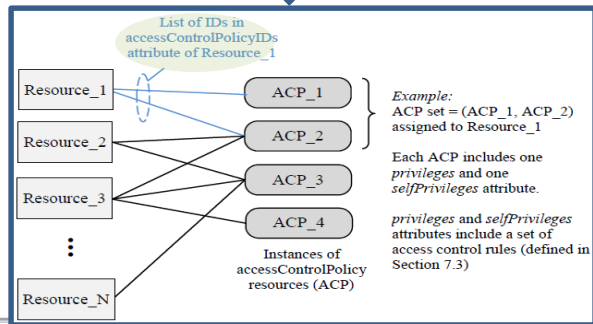 List of IDs in
accessControlPolicyIDs
attribute of Resource_1
Resource_1
Resource_2
Resource_3
Resource_N
ACP_1
ACP_2
ACP_3
ACP_4
Instances of
accessControlPolicy
resources (ACP)
Example:
ACP set = (ACP_1, ACP_2)
assigned to Resource_1
Each ACP includes one
privileges and one
selfPrivileges attribute.
privileges and selfPrivileges
attributes include a set of
access control rules (defined in
Section 7.3)